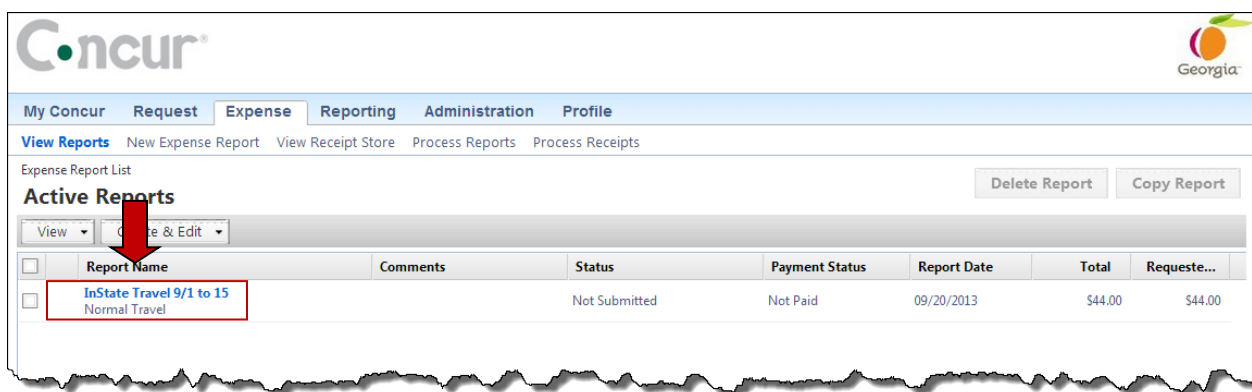 Concur®
Georgia
My Concur Request Expense Reporting Administration Profile
View Reports New Expense Report View Receipt Store Process Reports Process Receipts
Expense Report List
Delete Report Copy Report
Active Reports
View & Edit
Report Name Comments Status Payment Status Report Date Total Requeste...
InState Travel 9/1 to 15 Not Submitted Not Paid 09/20/2013 $44.00 $44.00
Normal Travel